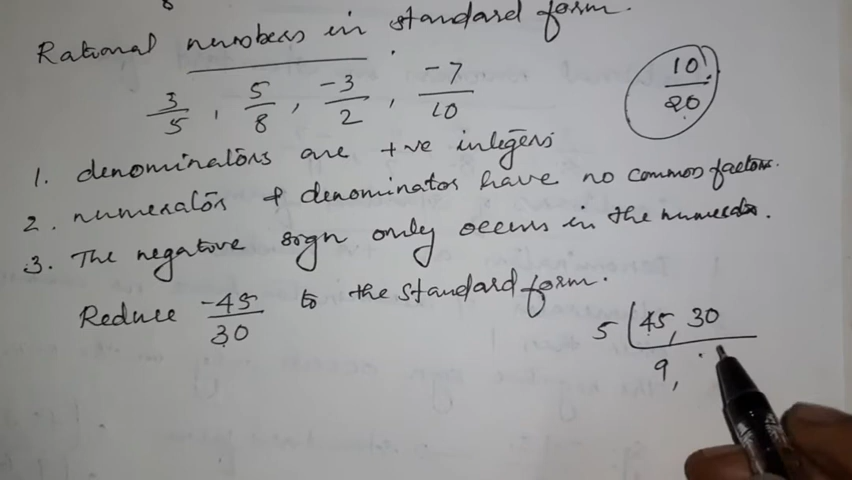 Rational numbers in standard form.
3/5, 5/8, -3/2, -7/10
10/20
1. denominators are +ve integers
2. numerators & denominator have no common factors.
3. The negative sign only occurs in the numerator.
Reduce -45/30 to the standard form.
5 | 45, 30
9,